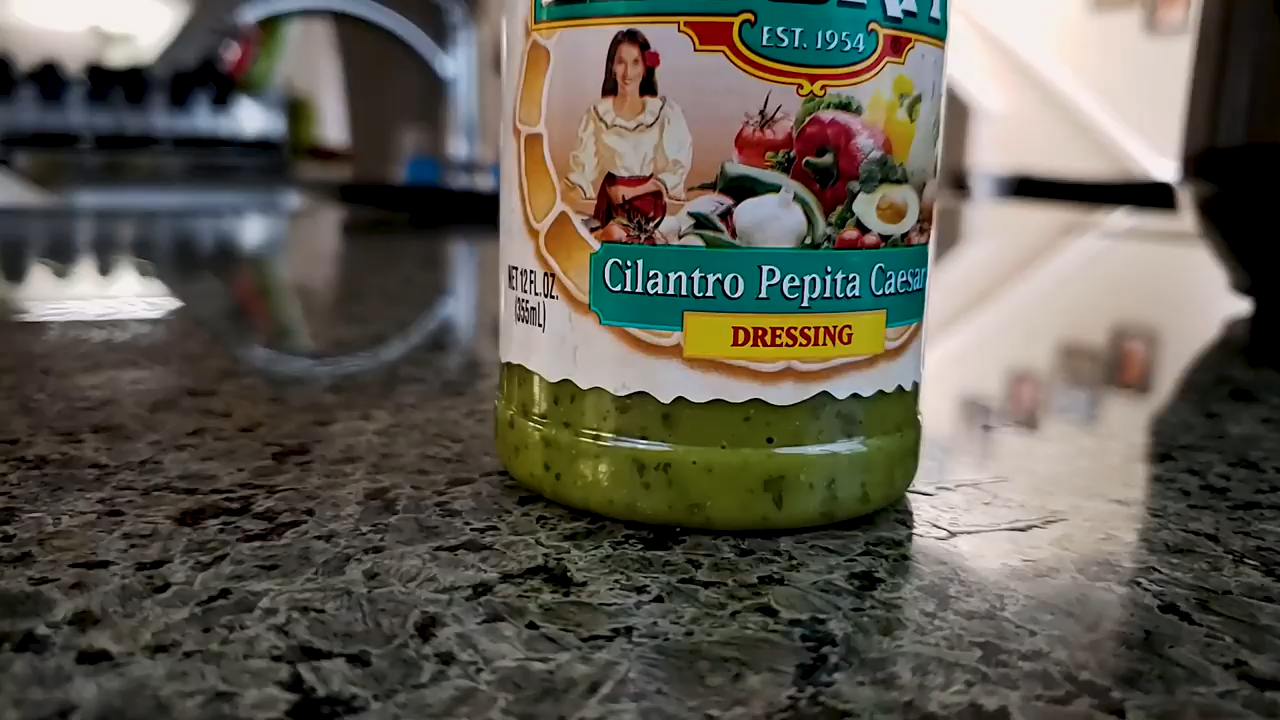 EST. 1954
NET 12 FL. OZ.
(355mL)
Cilantro Pepita Caesar
DRESSING